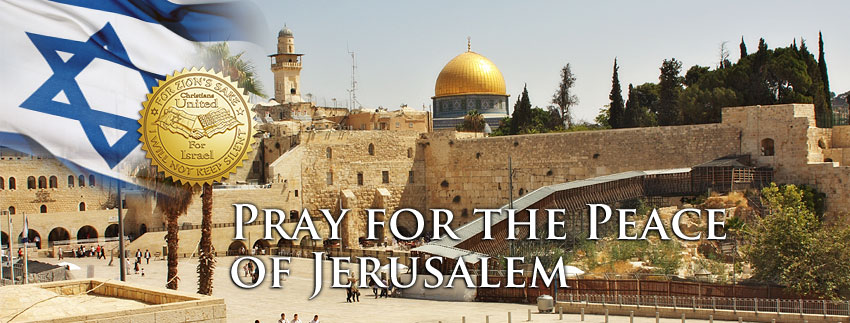 FOR ZION'S SAKE
Christians
United
For
Israel
I WILL NOT KEEP SILENT
PRAY FOR THE PEACE
OF JERUSALEM